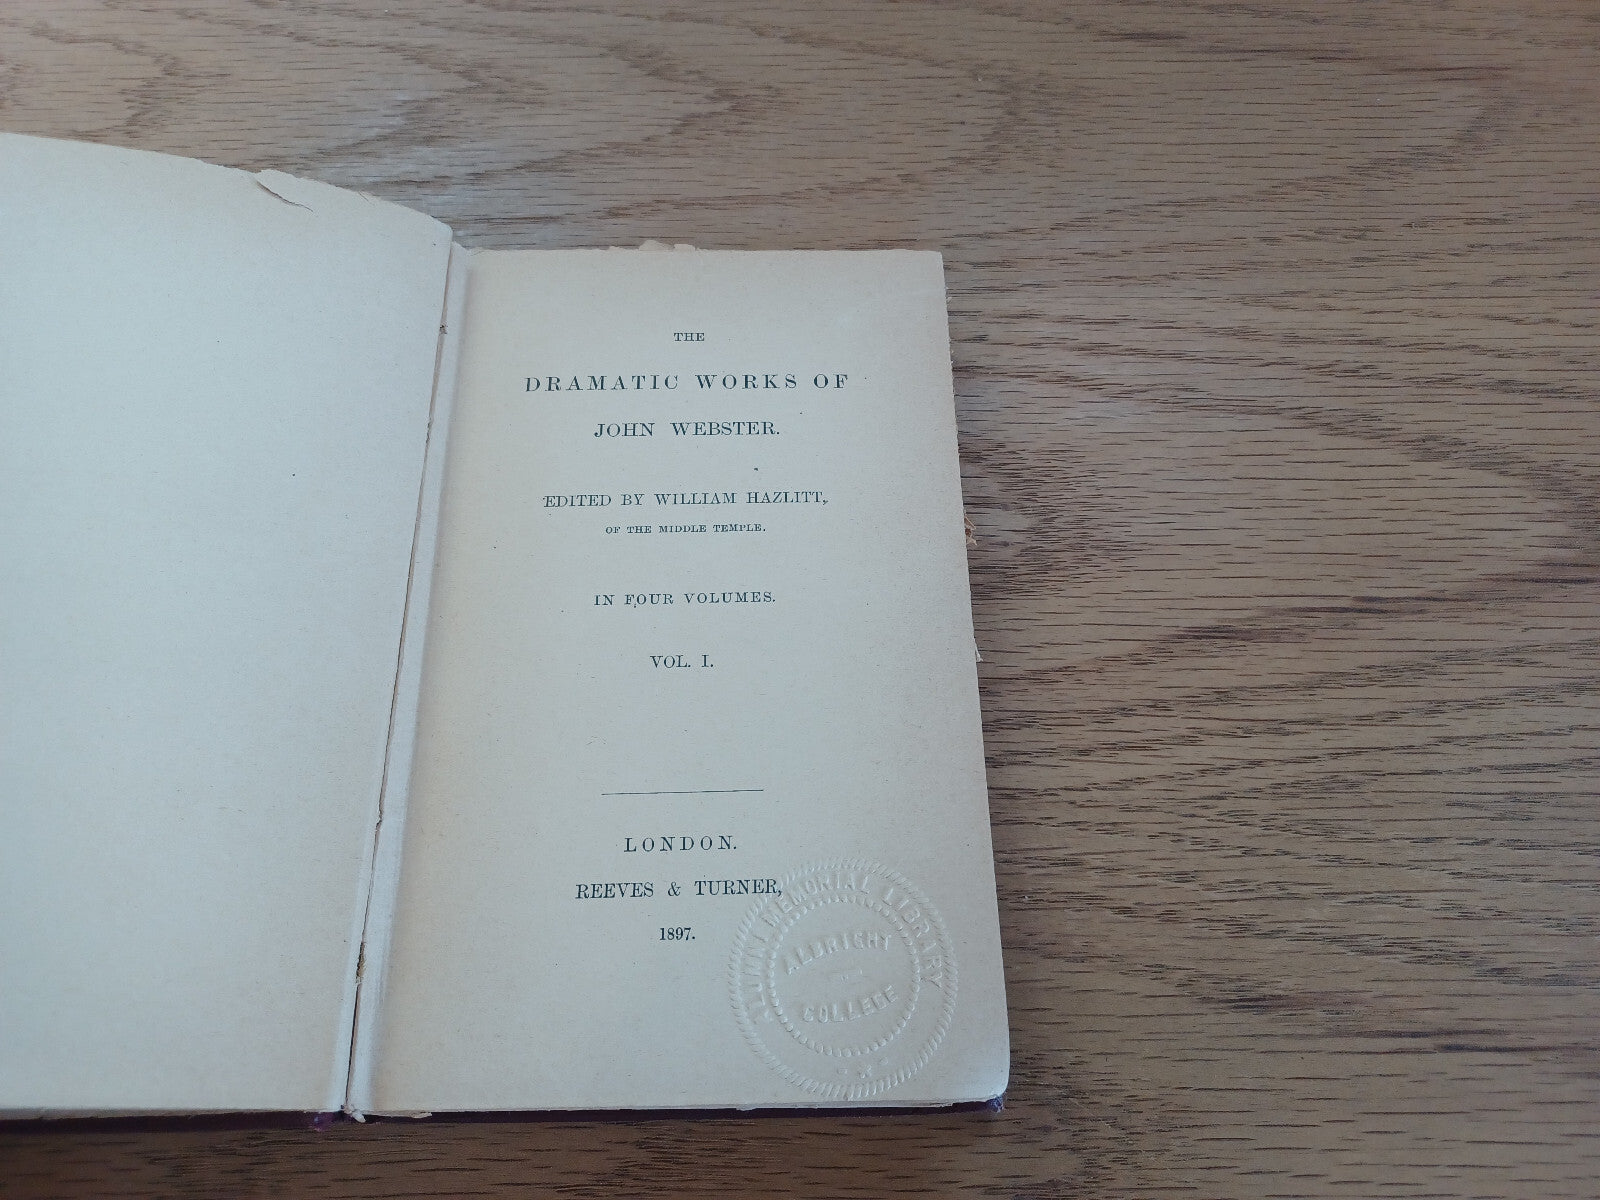 THE
DRAMATIC WORKS OF
JOHN WEBSTER.
EDITED BY WILLIAM HAZLITT,
OF THE MIDDLE TEMPLE.
IN FOUR VOLUMES.
VOL. I.
LONDON.
REEVES & TURNER,
1897.
ALUMNI MEMORIAL LIBRARY
ALBRIGHT
COLLEGE